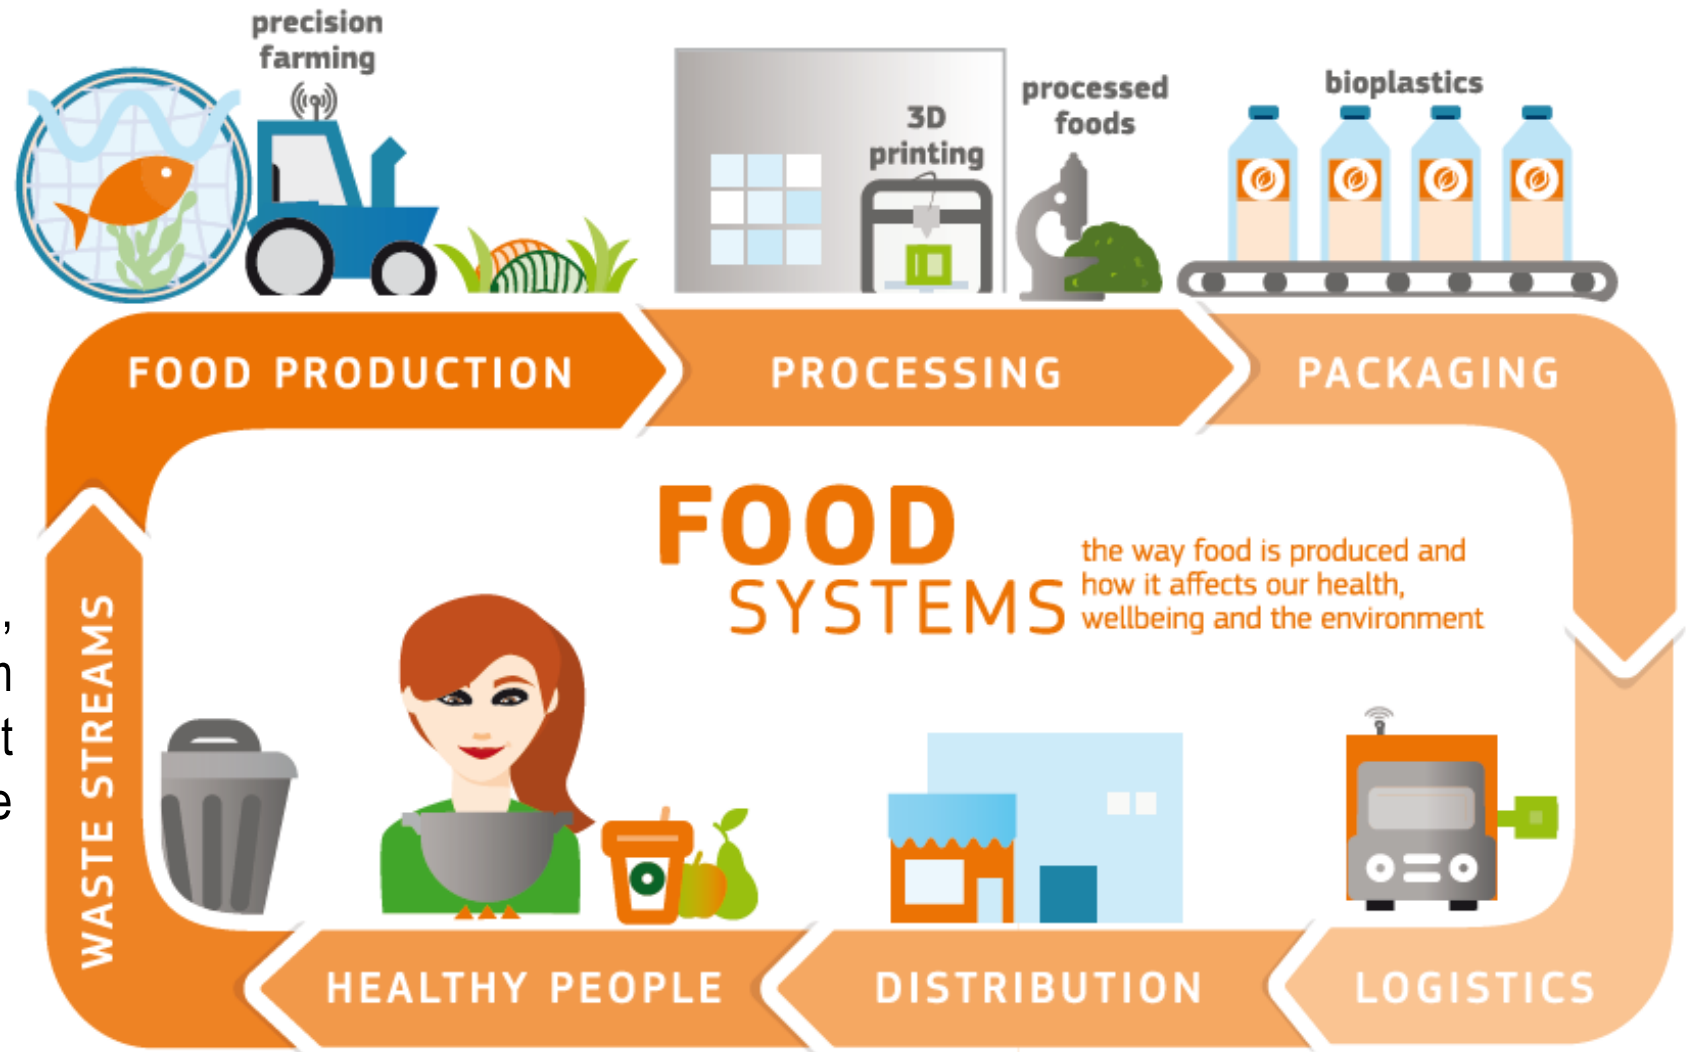 precision
farming
3D
printing
processed
foods
bioplastics
FOOD PRODUCTION
PROCESSING
PACKAGING
FOOD
SYSTEMS
the way food is produced and
how it affects our health,
wellbeing and the environment
,
n
t
e
WASTE STREAMS
HEALTHY PEOPLE
DISTRIBUTION
LOGISTICS